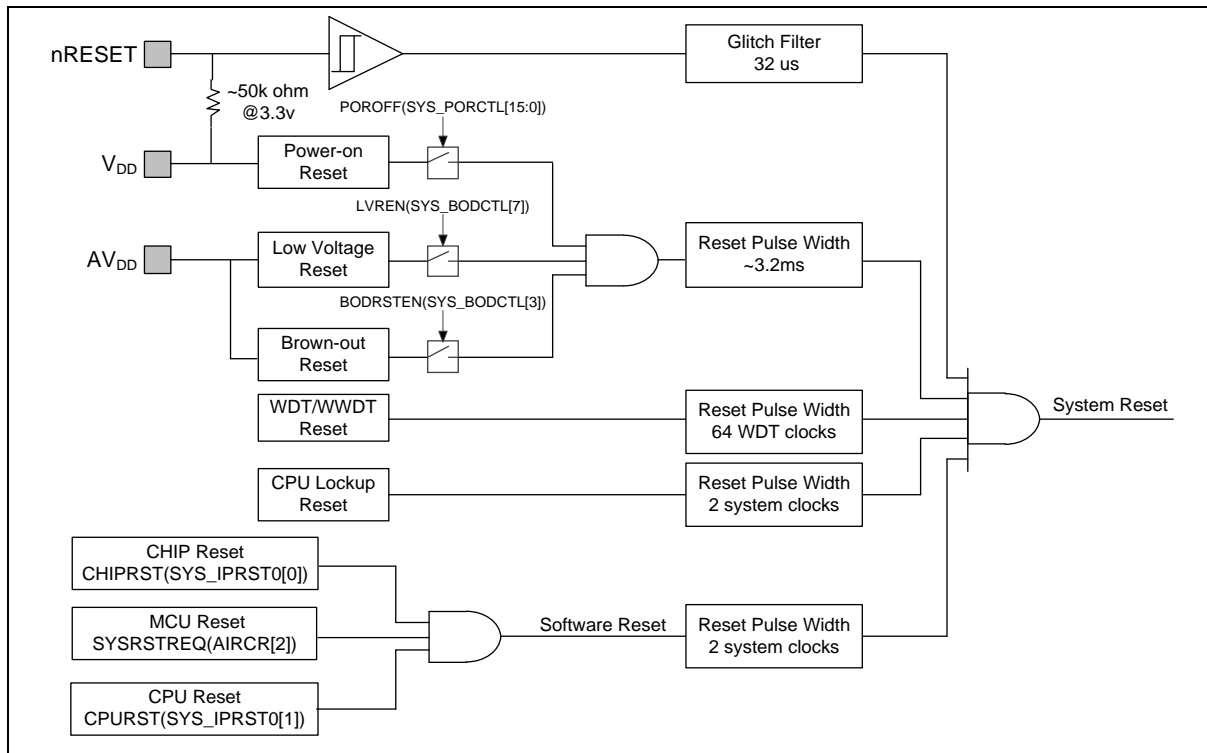 nRESET
Glitch Filter
32 us
~50k ohm
@3.3v
POROFF(SYS_PORCTL[15:0])
VDD
Power-on
Reset
LVREN(SYS_BODCTL[7])
AVDD
Low Voltage
Reset
Reset Pulse Width
~3.2ms
BODRSTEN(SYS_BODCTL[3])
Brown-out
Reset
WDT/WWDT
Reset
Reset Pulse Width
64 WDT clocks
System Reset
CPU Lockup
Reset
Reset Pulse Width
2 system clocks
CHIP Reset
CHIPRST(SYS_IPRST0[0])
MCU Reset
SYSRSTREQ(AIRCR[2])
Software Reset
Reset Pulse Width
2 system clocks
CPU Reset
CPURST(SYS_IPRST0[1])